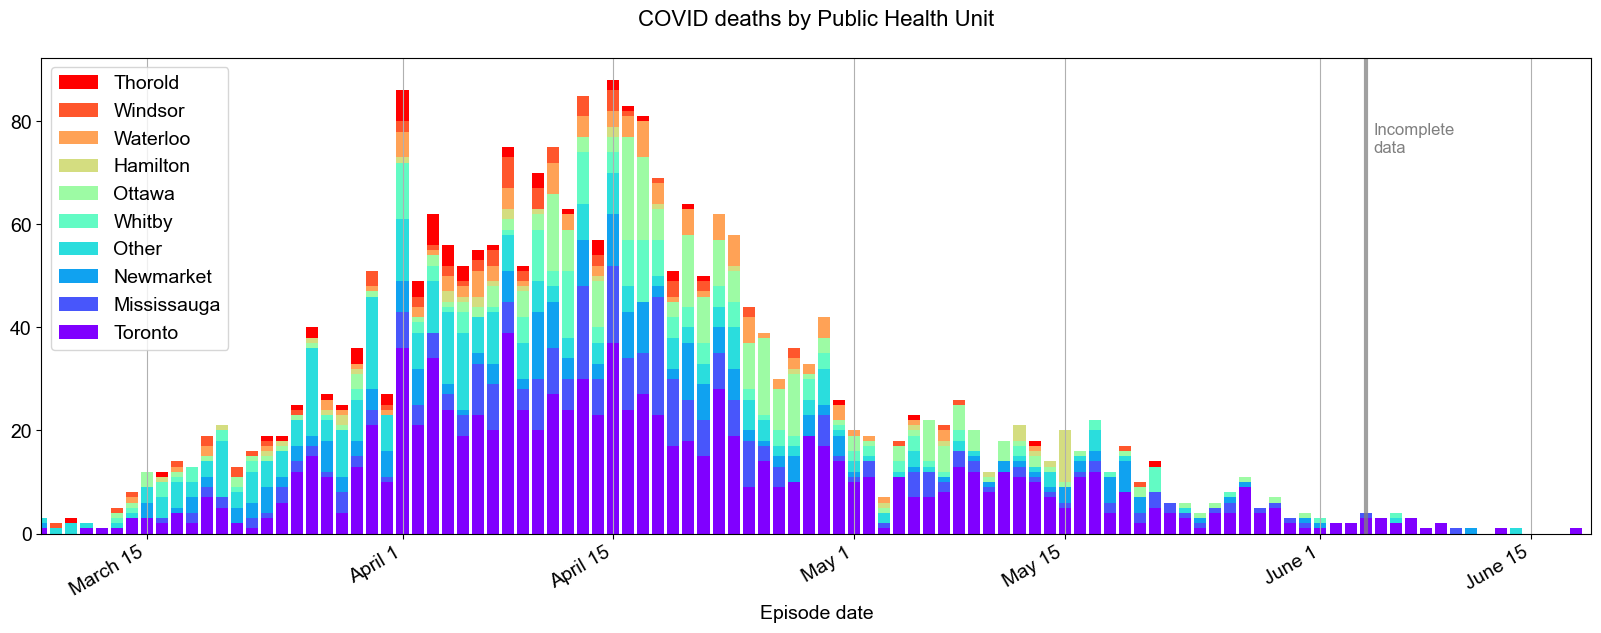 COVID deaths by Public Health Unit
Thorold
Windsor
Waterloo
Hamilton
Ottawa
Whitby
Other
Newmarket
Mississauga
Toronto
Incomplete
data
80
60
40
20
0
March 15
April 1
April 15
May 1
May 15
June 1
June 15
Episode date